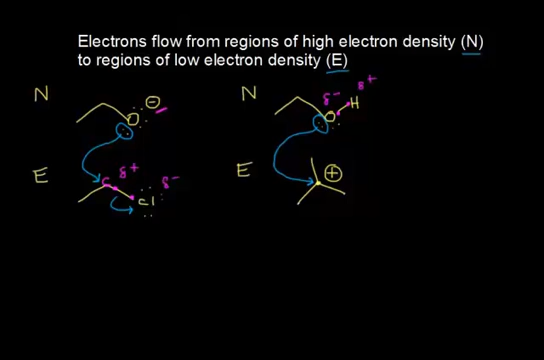 Electrons flow from regions of high electron density (N)
to regions of low electron density (E)
N
O
⊖
N
δ- δ+
O H
E
C δ+ δ-
Cl
E
⊕